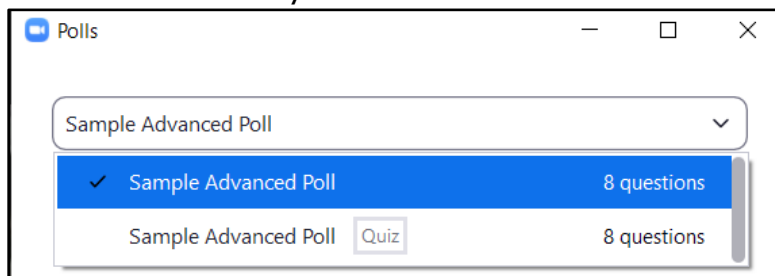 Polls
Sample Advanced Poll
Sample Advanced Poll 8 questions
Sample Advanced Poll Quiz 8 questions